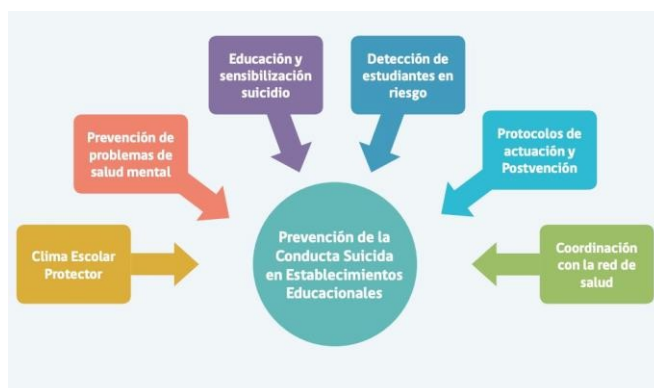 Educación y
sensibilización
suicidio
Detección de
estudiantes en
riesgo
Prevención de
problemas de
salud mental
Protocolos de
actuación y
Postvención
Clima Escolar
Protector
Prevención de la
Conducta Suicida
en Establecimientos
Educacionales
Coordinación
con la red de
salud